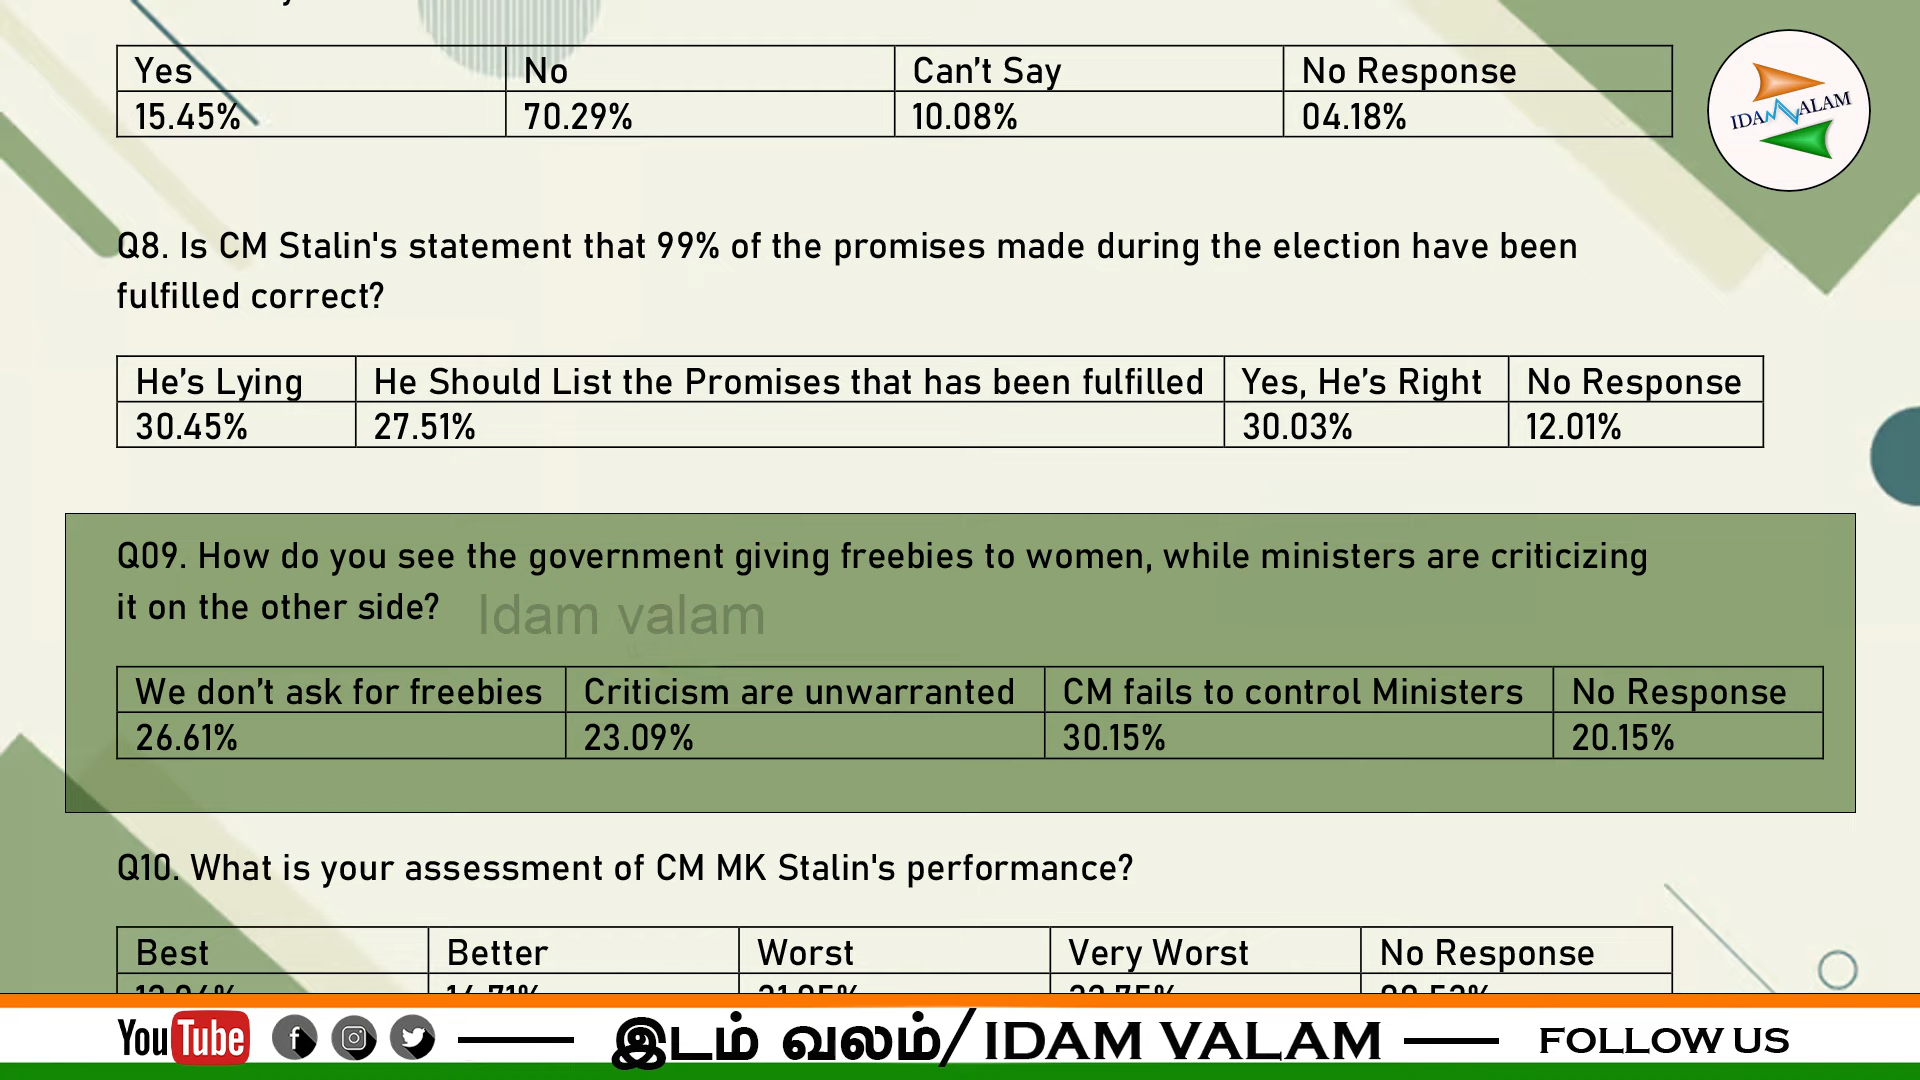 Yes No Can't Say No Response
15.45% 70.29% 10.08% 04.18%
IDAM VALAM
Q8. Is CM Stalin's statement that 99% of the promises made during the election have been
fulfilled correct?
He's Lying He Should List the Promises that has been fulfilled Yes, He's Right No Response
30.45% 27.51% 30.03% 12.01%
Q09. How do you see the government giving freebies to women, while ministers are criticizing
it on the other side?
Idam valam
We don't ask for freebies Criticism are unwarranted CM fails to control Ministers No Response
26.61% 23.09% 30.15% 20.15%
Q10. What is your assessment of CM MK Stalin's performance?
Best Better Worst Very Worst No Response
YouTube இடம் வலம்/IDAM VALAM FOLLOW US